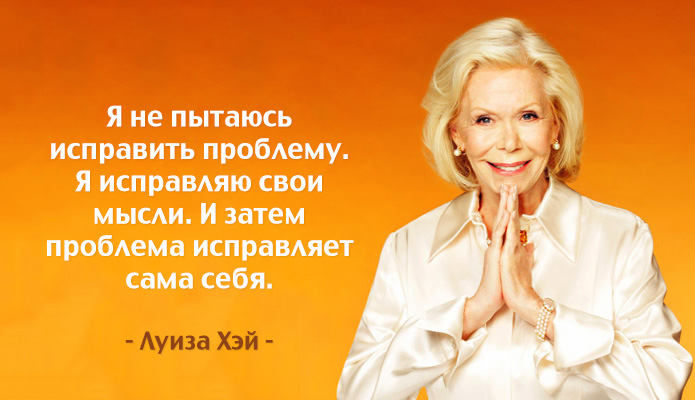 Я не пытаюсь
исправить проблему.
Я исправляю свои
мысли. И затем
проблема исправляет
сама себя.
- Луиза Хэй -